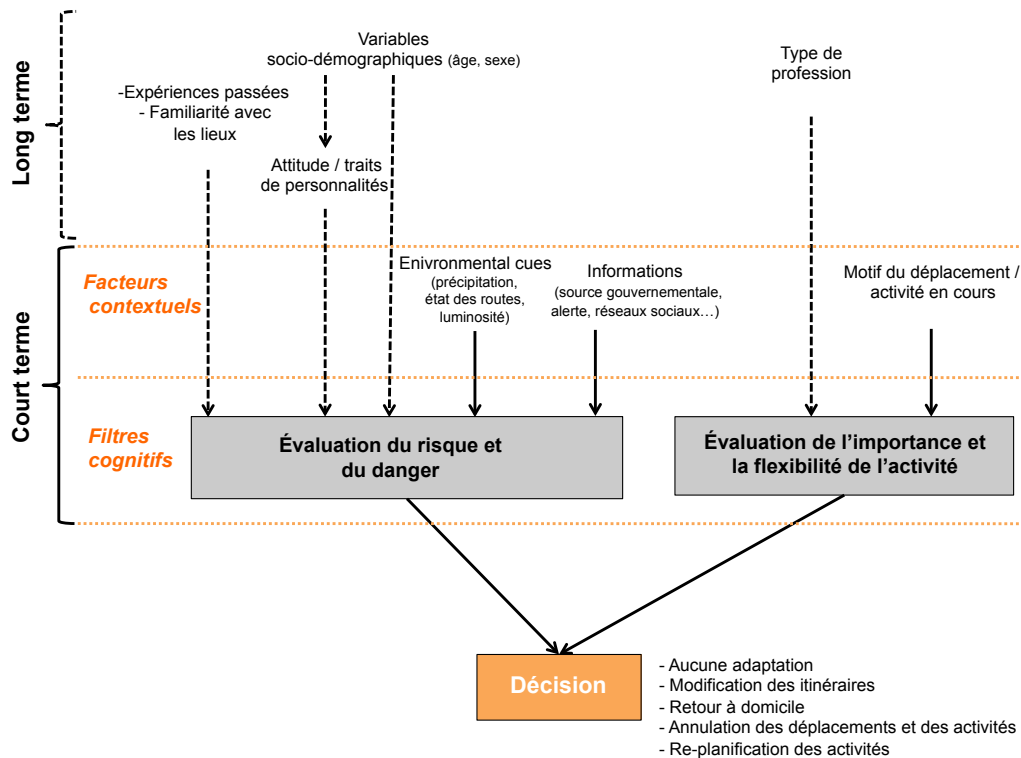 Long terme
Variables
socio-démographiques (âge, sexe)
Type de
profession
-Expériences passées
- Familiarité avec
les lieux
Attitude / traits
de personnalités
Court terme
Facteurs
contextuels
Enivronmental cues
(précipitation,
état des routes,
luminosité)
Informations
(source gouvernementale,
alerte, réseaux sociaux…)
Motif du déplacement /
activité en cours
Filtres
cognitifs
Évaluation du risque et
du danger
Évaluation de l’importance et
la flexibilité de l’activité
Décision
- Aucune adaptation
- Modification des itinéraires
- Retour à domicile
- Annulation des déplacements et des activités
- Re-planification des activités